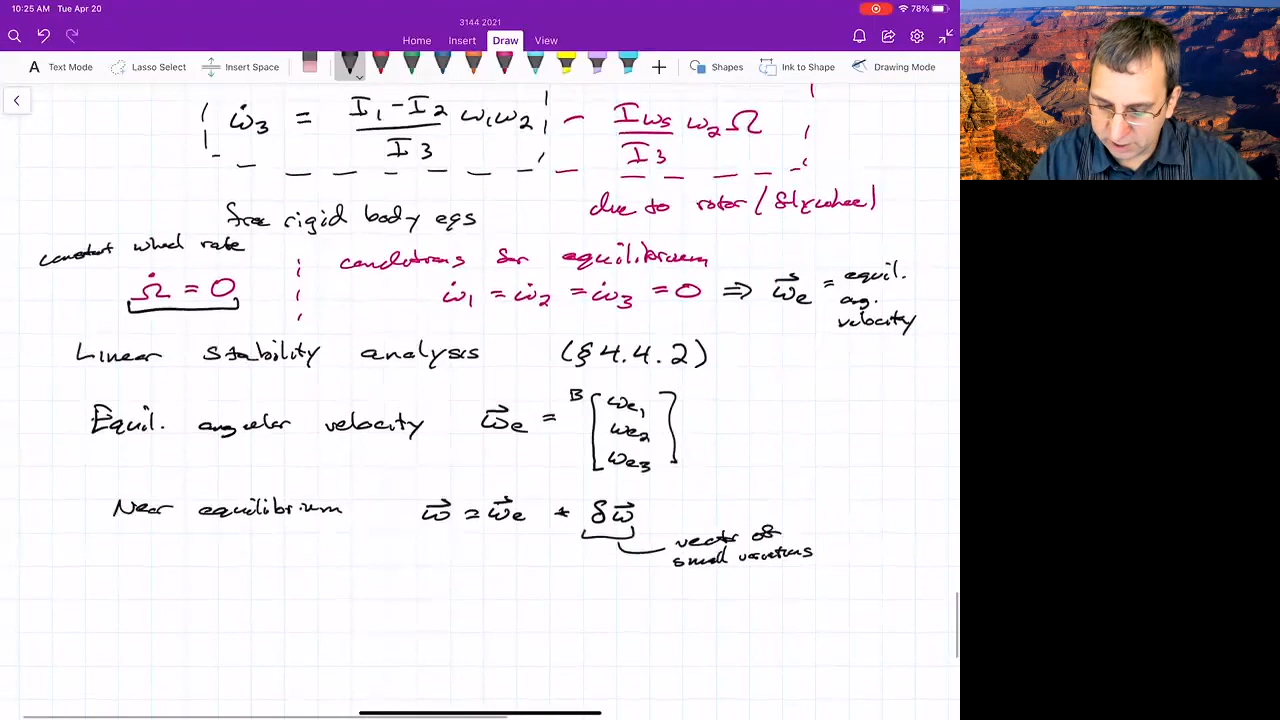 10:25 AM Tue Apr 20
78%
3144 2021
Home Insert Draw View
Text Mode Lasso Select Insert Space Shapes Ink to Shape Drawing Mode
ω̇₃ = (I₁ - I₂)/I₃ ω₁ω₂ - I_ws/I₃ ω₂Ω
free rigid body eqs
due to rotor (flywheel)
constant wheel rate
Ω̇ = 0
conditions for equilibrium
ω̇₁ = ω̇₂ = ω̇₃ = 0 ⇒ ω⃗e = equil. ang. velocity
Linear stability analysis (§4.4.2)
Equil. angular velocity ω⃗e = B[ωe₁ ωe₂ ωe₃]
Near equilibrium ω⃗ = ω⃗e + δω⃗
vector of
small variations